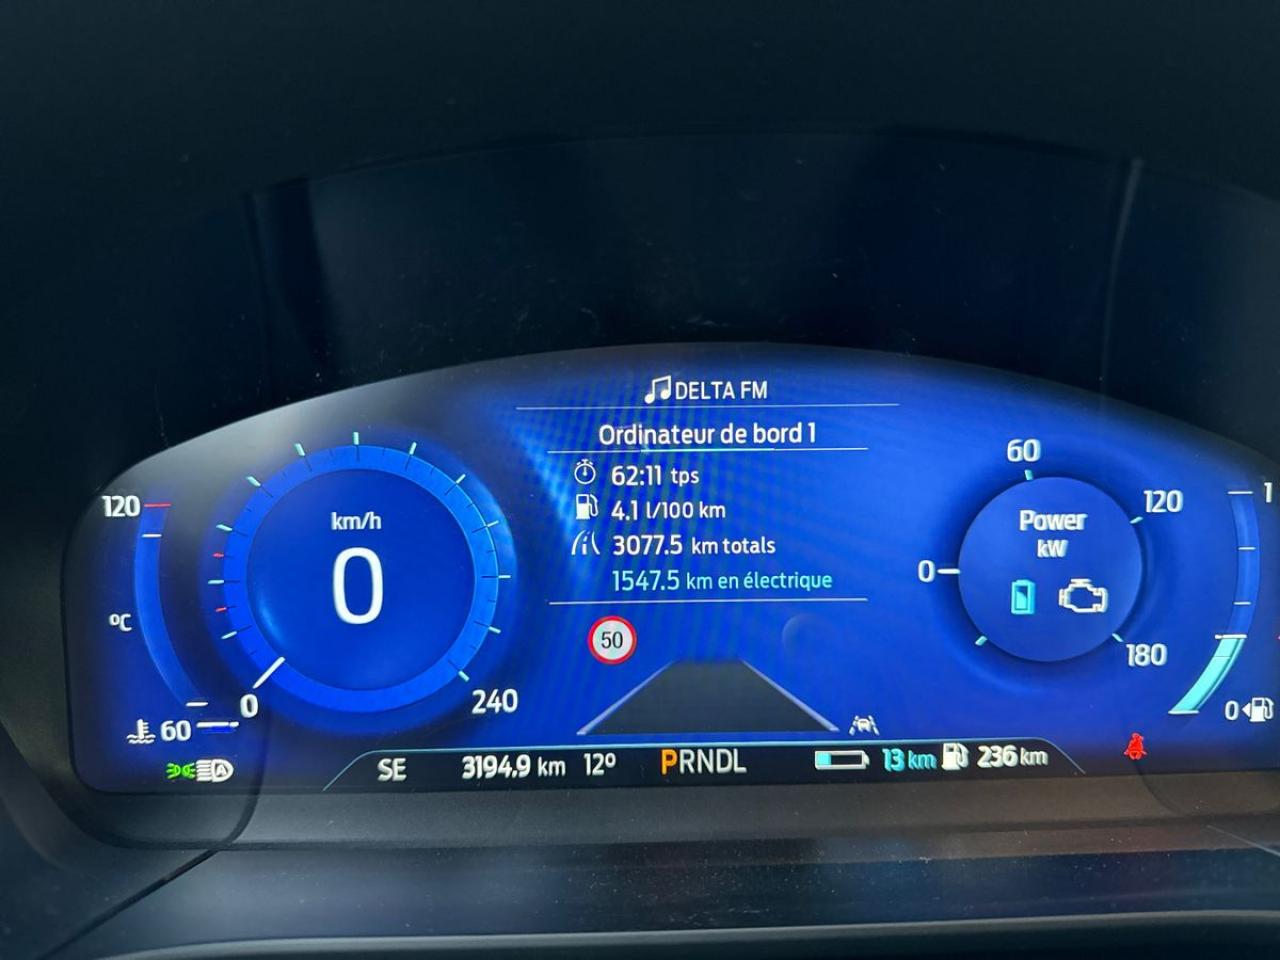 DELTA FM
Ordinateur de bord 1
62:11 tps
4.1 l/100 km
3077.5 km totals
1547.5 km en électrique
50
120
°C
60
km/h
0
0
240
60
120
Power
kW
0
180
1
0
SE
3194.9 km
12°
PRNDL
13 km
236 km
A